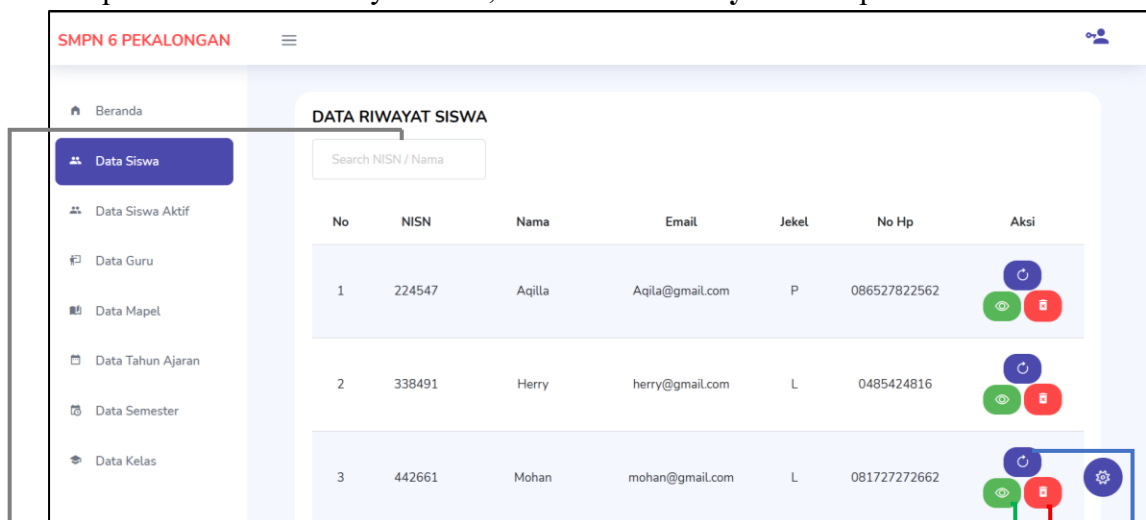 SMPN 6 PEKALONGAN
Beranda
Data Siswa
Data Siswa Aktif
Data Guru
Data Mapel
Data Tahun Ajaran
Data Semester
Data Kelas
DATA RIWAYAT SISWA
Search NISN / Nama
No NISN Nama Email Jekel No Hp Aksi
1 224547 Aqilla Aqila@gmail.com P 086527822562
2 338491 Herry herry@gmail.com L 0485424816
3 442661 Mohan mohan@gmail.com L 081727272662